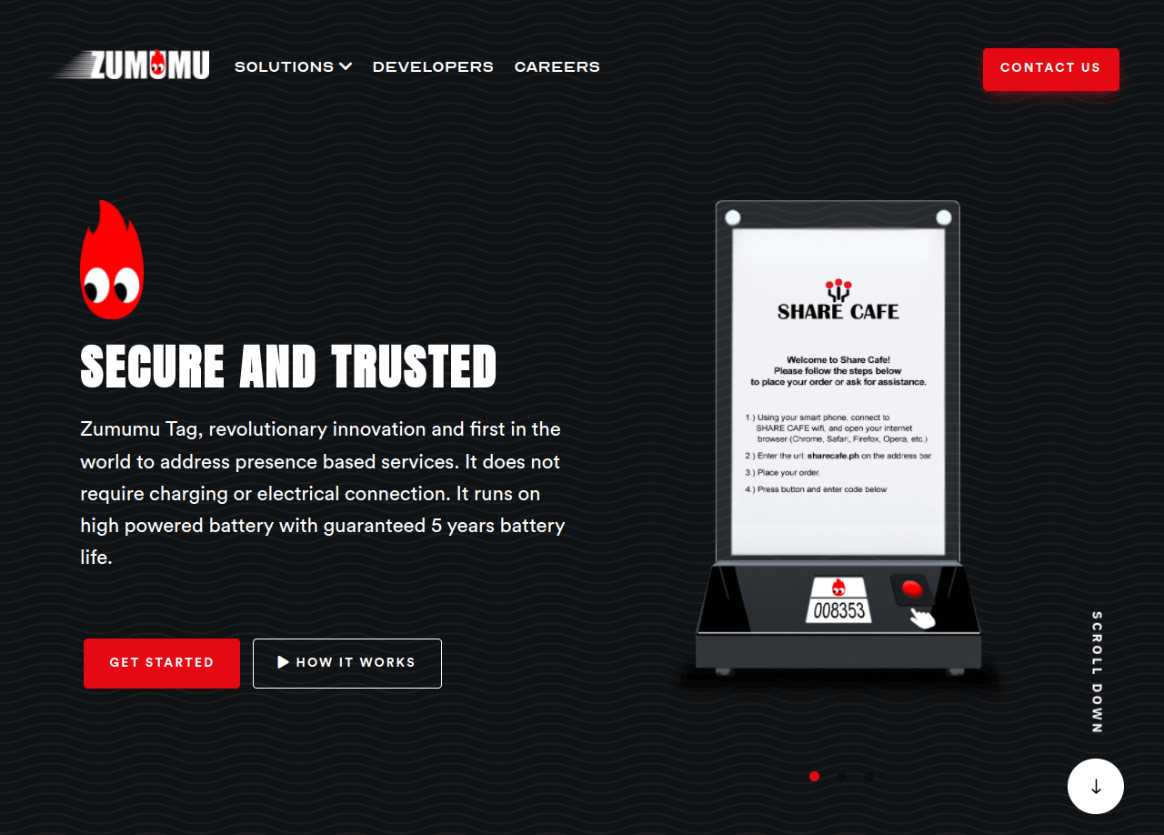 ZUMUMU
SOLUTIONS
DEVELOPERS
CAREERS
CONTACT US
SECURE AND TRUSTED
Zumumu Tag, revolutionary innovation and first in the
world to address presence based services. It does not
require charging or electrical connection. It runs on
high powered battery with guaranteed 5 years battery
life.
GET STARTED
HOW IT WORKS
SHARE CAFE
Welcome to Share Cafe!
Please follow the steps below
to place your order or ask for assistance.
1.) Using your smart phone, connect to
SHARE CAFE wifi, and open your internet
browser (Chrome, Safari, Firefox, Opera, etc.)
2.) Enter the url: sharecafe.ph on the address bar.
3.) Place your order.
4.) Press button and enter code below
008353
SCROLL DOWN